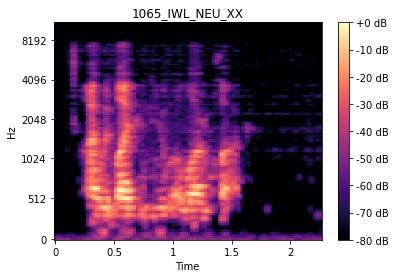 1065_IWL_NEU_XX
+0 dB
8192
-10 dB
4096
-20 dB
-30 dB
2048
Hz
-40 dB
1024
-50 dB
512
-60 dB
-70 dB
0
-80 dB
0 0.5 1 1.5 2
Time